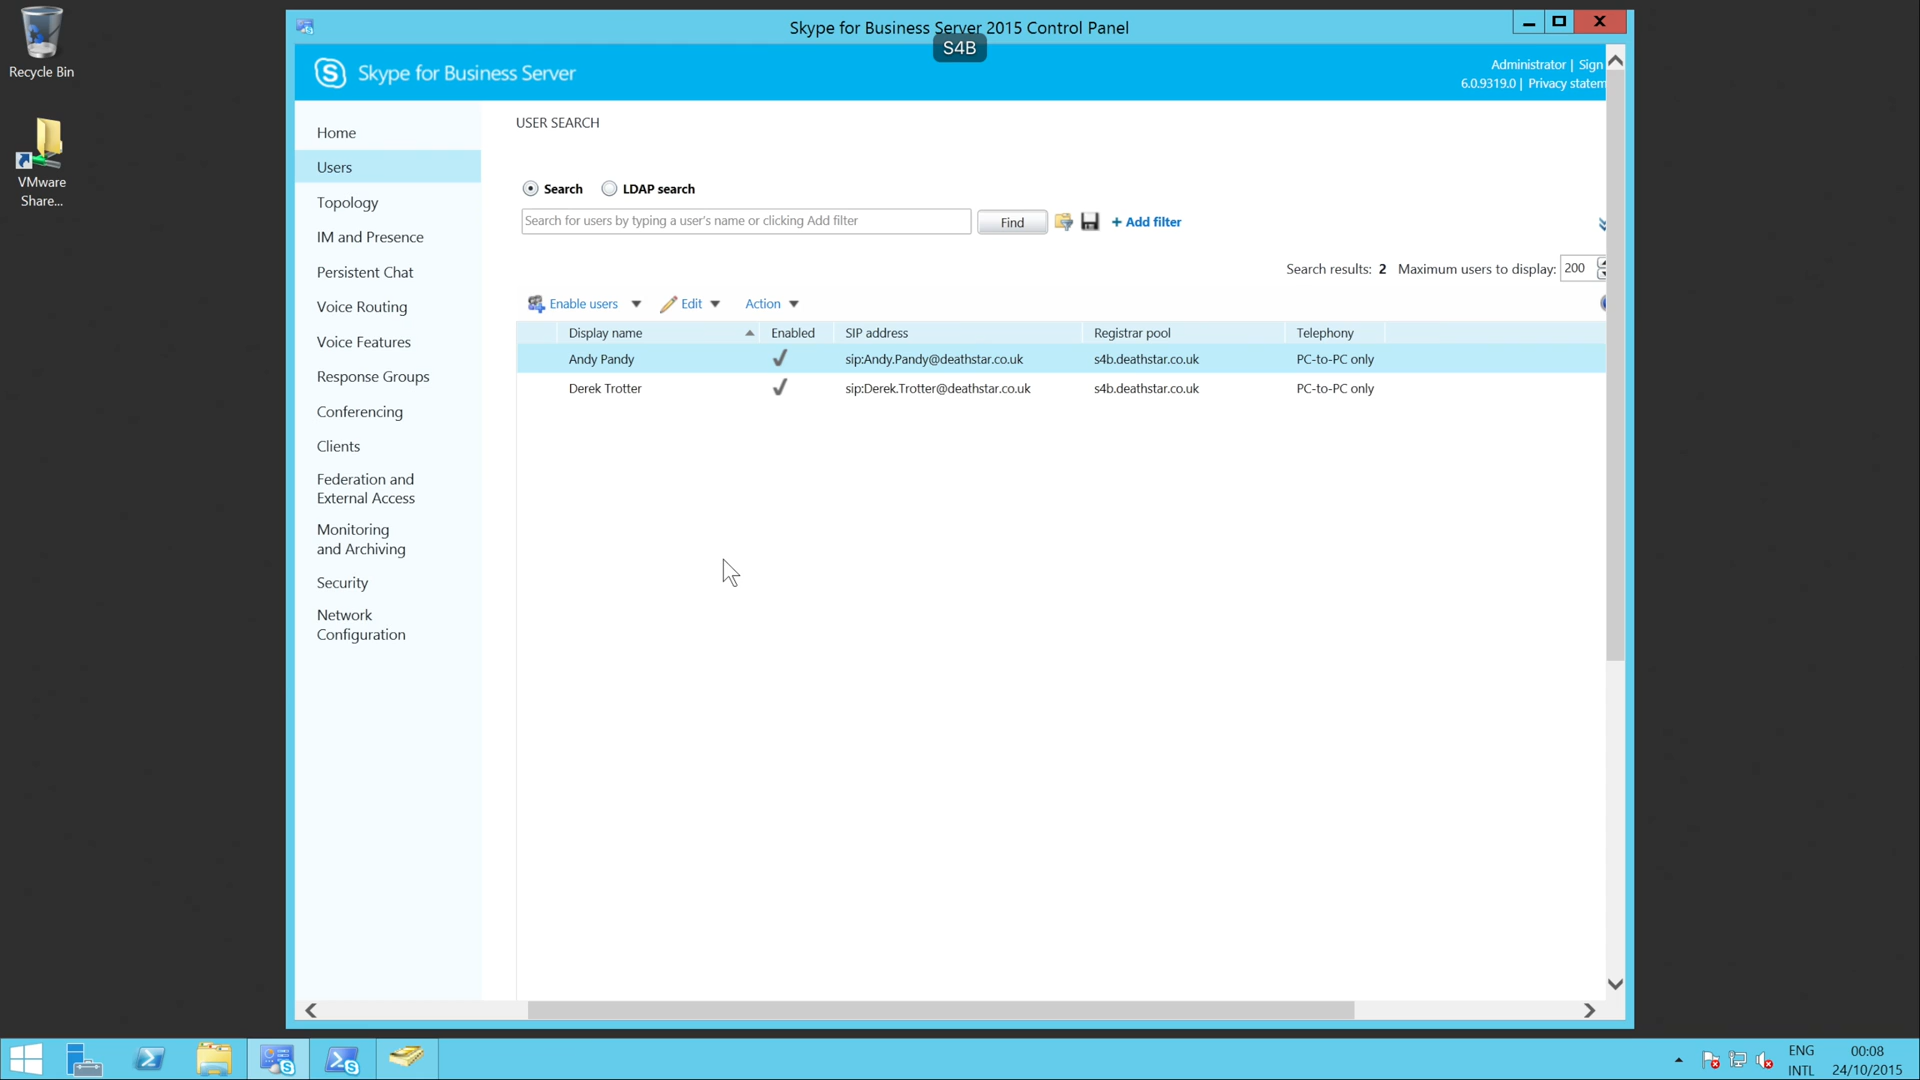 Recycle Bin
VMware
Share...
Skype for Business Server 2015 Control Panel
S4B
Skype for Business Server
Administrator | Sign
6.0.9319.0 | Privacy statem
Home
Users
Topology
IM and Presence
Persistent Chat
Voice Routing
Voice Features
Response Groups
Conferencing
Clients
Federation and
External Access
Monitoring
and Archiving
Security
Network
Configuration
USER SEARCH
Search LDAP search
Search for users by typing a user's name or clicking Add filter Find + Add filter
Search results: 2 Maximum users to display: 200
Enable users Edit Action
Display name Enabled SIP address Registrar pool Telephony
Andy Pandy sip:Andy.Pandy@deathstar.co.uk s4b.deathstar.co.uk PC-to-PC only
Derek Trotter sip:Derek.Trotter@deathstar.co.uk s4b.deathstar.co.uk PC-to-PC only
ENG 00:08
INTL 24/10/2015